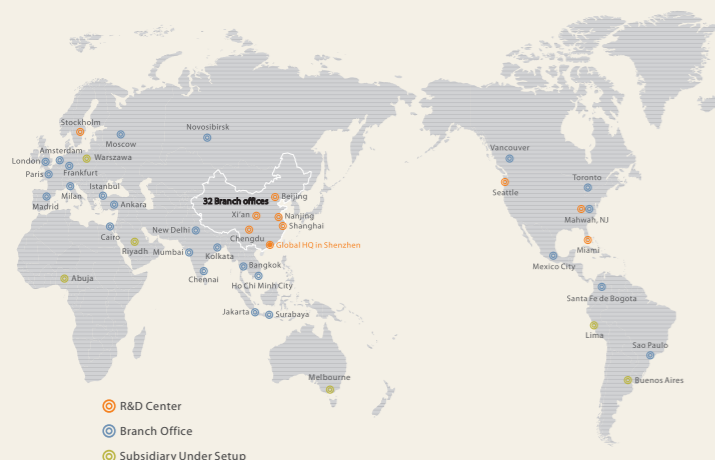 Stockholm
Moscow
Novosibirsk
Amsterdam
London
Warszawa
Paris
Frankfurt
Istanbul
Madrid
Milan
Ankara
Cairo
Riyadh
Abuja
New Delhi
Mumbai
Kolkata
Chennai
32 Branch offices
Beijing
Xi'an
Nanjing
Shanghai
Chengdu
Global HQ in Shenzhen
Bangkok
Ho Chi Minh City
Jakarta
Surabaya
Melbourne
Vancouver
Seattle
Toronto
Mahwah, NJ
Miami
Mexico City
Santa Fe de Bogota
Lima
Sao Paulo
Buenos Aires
R&D Center
Branch Office
Subsidiary Under Setup